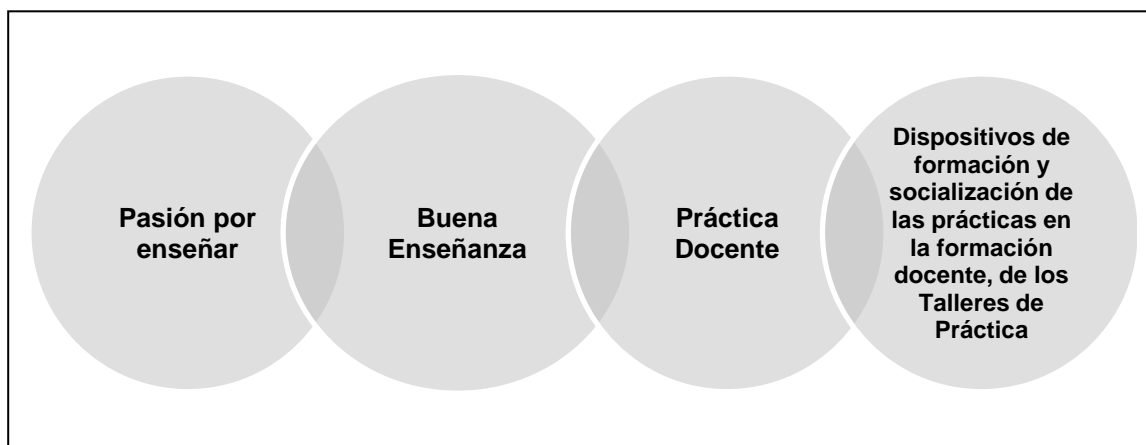 Pasión por
enseñar
Buena
Enseñanza
Práctica
Docente
Dispositivos de
formación y
socialización de
las prácticas en
la formación
docente, de los
Talleres de
Práctica